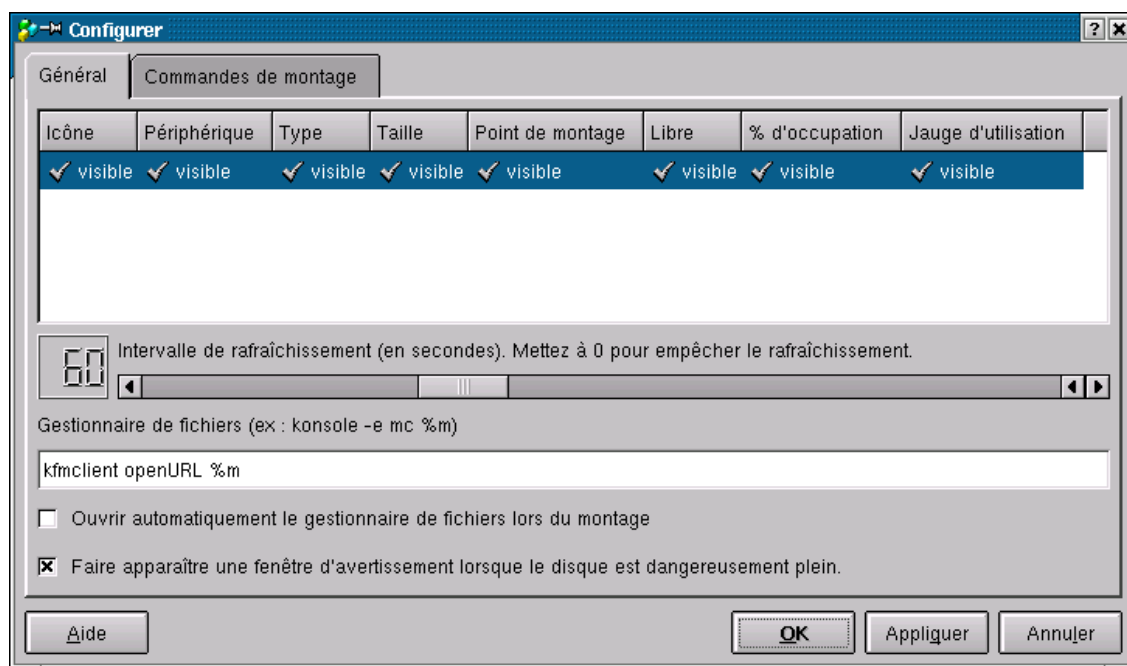 Configurer
Général Commandes de montage
Icône Périphérique Type Taille Point de montage Libre % d'occupation Jauge d'utilisation
visible visible visible visible visible visible visible visible
60 Intervalle de rafraîchissement (en secondes). Mettez à 0 pour empêcher le rafraîchissement.
Gestionnaire de fichiers (ex : konsole -e mc %m)
kfmclient openURL %m
Ouvrir automatiquement le gestionnaire de fichiers lors du montage
Faire apparaître une fenêtre d'avertissement lorsque le disque est dangereusement plein.
Aide OK Appliquer Annuler